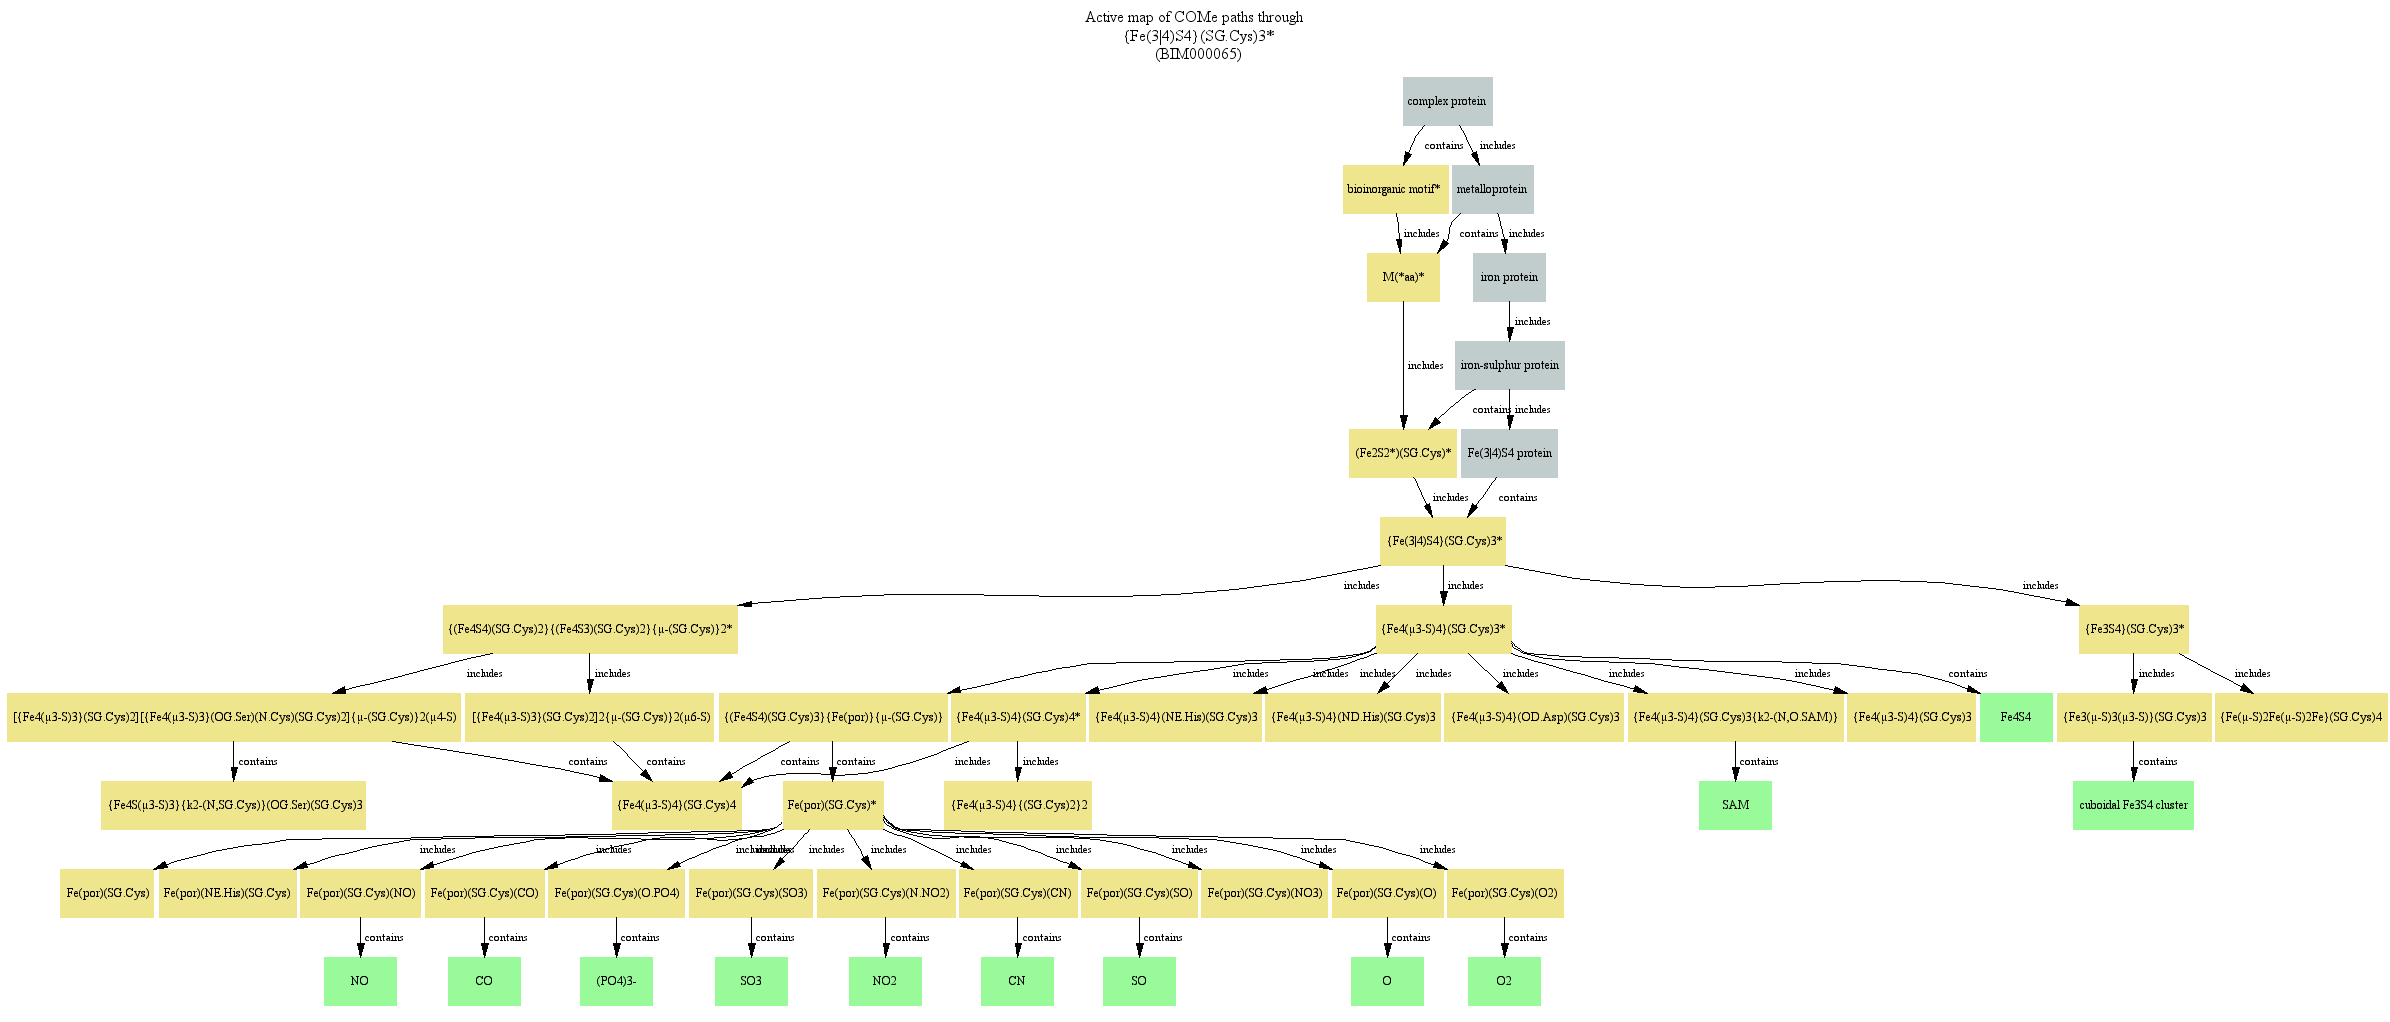 Active map of COMe paths through
{Fe(3|4)S4}(SG.Cys)3*
(BIM000065)
complex protein
contains
includes
bioinorganic motif*
metalloprotein
includes
contains
includes
M(*aa)*
iron protein
includes
includes
iron-sulphur protein
contains
includes
(Fe2S2*)(SG.Cys)*
Fe(3|4)S4 protein
includes
contains
{Fe(3|4)S4}(SG.Cys)3*
includes
includes
includes
{(Fe4S4)(SG.Cys)2}{(Fe4S3)(SG.Cys)2}{μ-(SG.Cys)}2*
{Fe4(μ3-S)4}(SG.Cys)3*
{Fe3S4}(SG.Cys)3*
includes
includes
includes
includes
includes
includes
includes
includes
includes
contains
includes
includes
[{Fe4(μ3-S)3}(SG.Cys)2][{Fe4(μ3-S)3}(OG.Ser)(N.Cys)(SG.Cys)2]{μ-(SG.Cys)}2(μ4-S)
[{Fe4(μ3-S)3}(SG.Cys)2]2{μ-(SG.Cys)}2(μ6-S)
{(Fe4S4)(SG.Cys)3}{Fe(por)}{μ-(SG.Cys)}
{Fe4(μ3-S)4}(SG.Cys)4*
{Fe4(μ3-S)4}(NE.His)(SG.Cys)3
{Fe4(μ3-S)4}(ND.His)(SG.Cys)3
{Fe4(μ3-S)4}(OD.Asp)(SG.Cys)3
{Fe4(μ3-S)4}(SG.Cys)3{k2-(N,O.SAM)}
{Fe4(μ3-S)4}(SG.Cys)3
Fe4S4
{Fe3(μ-S)3(μ3-S)}(SG.Cys)3
{Fe(μ-S)2Fe(μ-S)2Fe}(SG.Cys)4
contains
contains
contains
contains
contains
includes
includes
contains
contains
{Fe4S(μ3-S)3}{k2-(N,SG.Cys)}(OG.Ser)(SG.Cys)3
{Fe4(μ3-S)4}(SG.Cys)4
Fe(por)(SG.Cys)*
{Fe4(μ3-S)4}{(SG.Cys)2}2
SAM
cuboidal Fe3S4 cluster
includes
includes
includes
includes
includes
includes
includes
includes
includes
includes
includes
Fe(por)(SG.Cys)
Fe(por)(NE.His)(SG.Cys)
Fe(por)(SG.Cys)(NO)
Fe(por)(SG.Cys)(CO)
Fe(por)(SG.Cys)(O.PO4)
Fe(por)(SG.Cys)(SO3)
Fe(por)(SG.Cys)(N.NO2)
Fe(por)(SG.Cys)(CN)
Fe(por)(SG.Cys)(SO)
Fe(por)(SG.Cys)(NO3)
Fe(por)(SG.Cys)(O)
Fe(por)(SG.Cys)(O2)
contains
contains
contains
contains
contains
contains
contains
contains
contains
NO
CO
(PO4)3-
SO3
NO2
CN
SO
O
O2